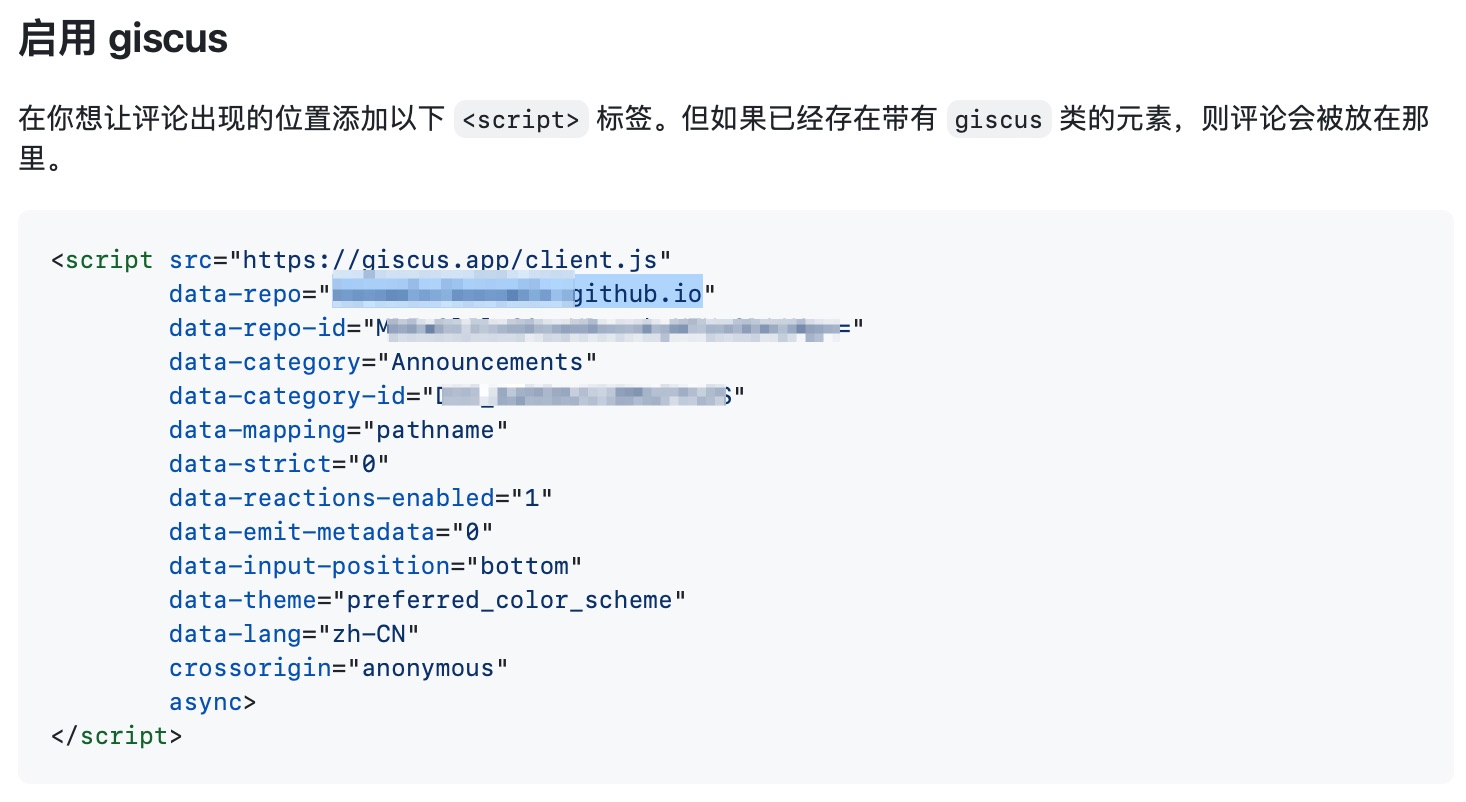 启用 giscus
在你想让评论出现的位置添加以下 <script> 标签。但如果已经存在带有 giscus 类的元素，则评论会被放在那
里。
<script src="https://giscus.app/client.js"
data-repo="github.io"
data-repo-id="M="
data-category="Announcements"
data-category-id=""
data-mapping="pathname"
data-strict="0"
data-reactions-enabled="1"
data-emit-metadata="0"
data-input-position="bottom"
data-theme="preferred_color_scheme"
data-lang="zh-CN"
crossorigin="anonymous"
async>
</script>